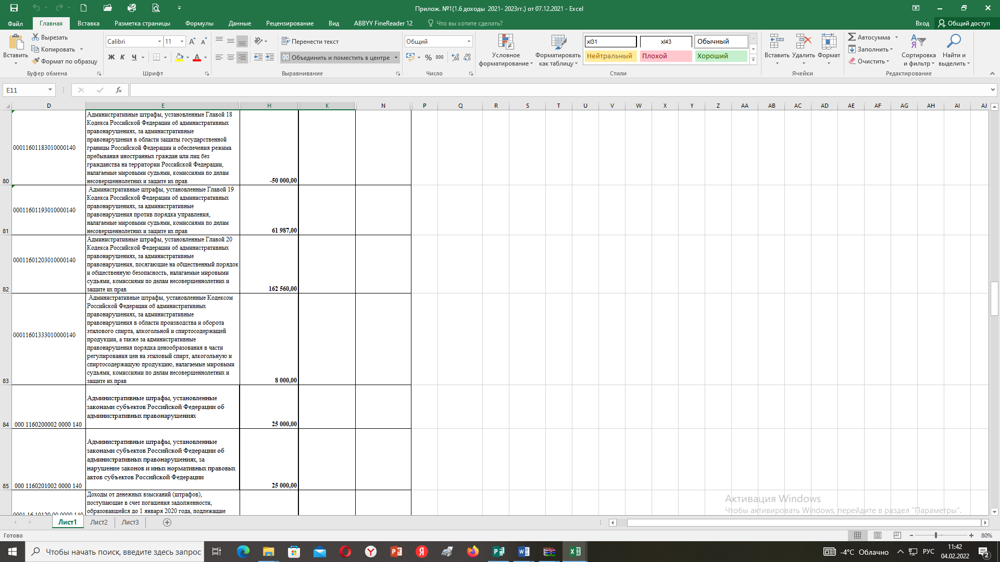 Прилож. №1(1.6 доходы  2021- 2023гг.) от 07.12.2021 - Excel
Файл Главная Вставка Разметка страницы Формулы Данные Рецензирование Вид ABBYY FineReader 12 Что вы хотите сделать? Вход Общий доступ
Вставить
Вырезать
Копировать
Формат по образцу
Буфер обмена
Calibri 11
Ж К Ч А
Шрифт
Перенести текст
Объединить и поместить в центре
Выравнивание
Общий
% 000
Число
Условное форматирование
Форматировать как таблицу
xl31 xl43 Обычный
Нейтральный Плохой Хороший
Стили
Вставить Удалить Формат
Ячейки
Автосумма
Заполнить
Очистить
Сортировка и фильтр
Найти и выделить
Редактирование
E11 fx
D E H K N P Q R S T U V W X Y Z AA AB AC AD AE AF AG AH AI AJ
Административные штрафы, установленные Главой 18
Кодекса Российской Федерации об административных
правонарушениях, за административные
правонарушения в области защиты государственной
00011601183010000140 границы Российской Федерации и обеспечения режима
пребывания иностранных граждан или лиц без
гражданства на территории Российской Федерации,
налагаемые мировыми судьями, комиссиями по делам
80 несовершеннолетних и защите их прав -50 000,00
Административные штрафы, установленные Главой 19
Кодекса Российской Федерации об административных
правонарушениях, за административные
00011601193010000140 правонарушения против порядка управления,
налагаемые мировыми судьями, комиссиями по делам
81 несовершеннолетних и защите их прав 61 987,00
Административные штрафы, установленные Главой 20
Кодекса Российской Федерации об административных
правонарушениях, за административные
00011601203010000140 правонарушения, посягающие на общественный порядок
и общественную безопасность, налагаемые мировыми
судьями, комиссиями по делам несовершеннолетних и
82 защите их прав 162 560,00
Административные штрафы, установленные Кодексом
Российской Федерации об административных
правонарушениях, за административные
правонарушения в области производства и оборота
этилового спирта, алкогольной и спиртосодержащей
00011601333010000140 продукции, а также за административные
правонарушения порядка ценообразования в части
регулирования цен на этиловый спирт, алкогольную и
спиртосодержащую продукцию, налагаемые мировыми
судьями, комиссиями по делам несовершеннолетних и
83 защите их прав 8 000,00
Административные штрафы, установленные
законами субъектов Российской Федерации об
административных правонарушениях
84 000 1160200002 0000 140 25 000,00
Административные штрафы, установленные
законами субъектов Российской Федерации об
административных правонарушениях, за
нарушение законов и иных нормативных правовых
актов субъектов Российской Федерации
85 000 1160201002 0000 140 25 000,00
Доходы от денежных взысканий (штрафов),
поступающие в счет погашения задолженности,
образовавшейся до 1 января 2020 года, подлежащие
0001 16 10120 00 0000 140
Активация Windows
Чтобы активировать Windows, перейдите в раздел "Параметры".
Лист1 Лист2 Лист3
Готово 80%
Чтобы начать поиск, введите здесь запрос
-4°C Облачно РУС 11:42
04.02.2022 2